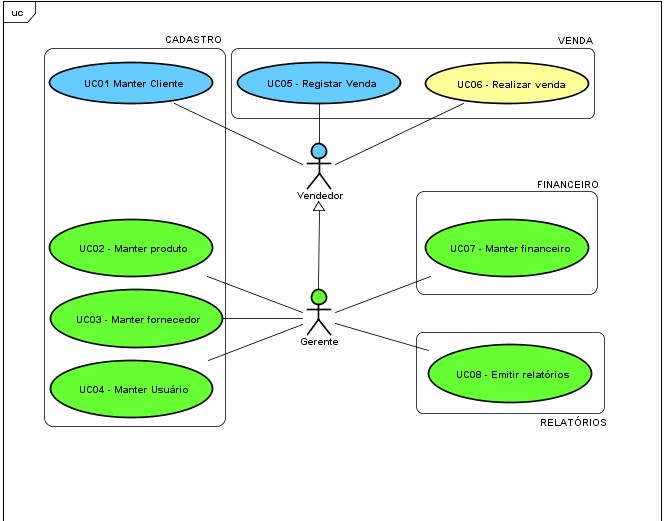 uc
CADASTRO
VENDA
UC01 Manter Cliente
UC05 - Registar Venda
UC06 - Realizar venda
Vendedor
FINANCEIRO
UC02 - Manter produto
UC07 - Manter financeiro
UC03 - Manter fornecedor
Gerente
UC04 - Manter Usuário
UC08 - Emitir relatórios
RELATÓRIOS